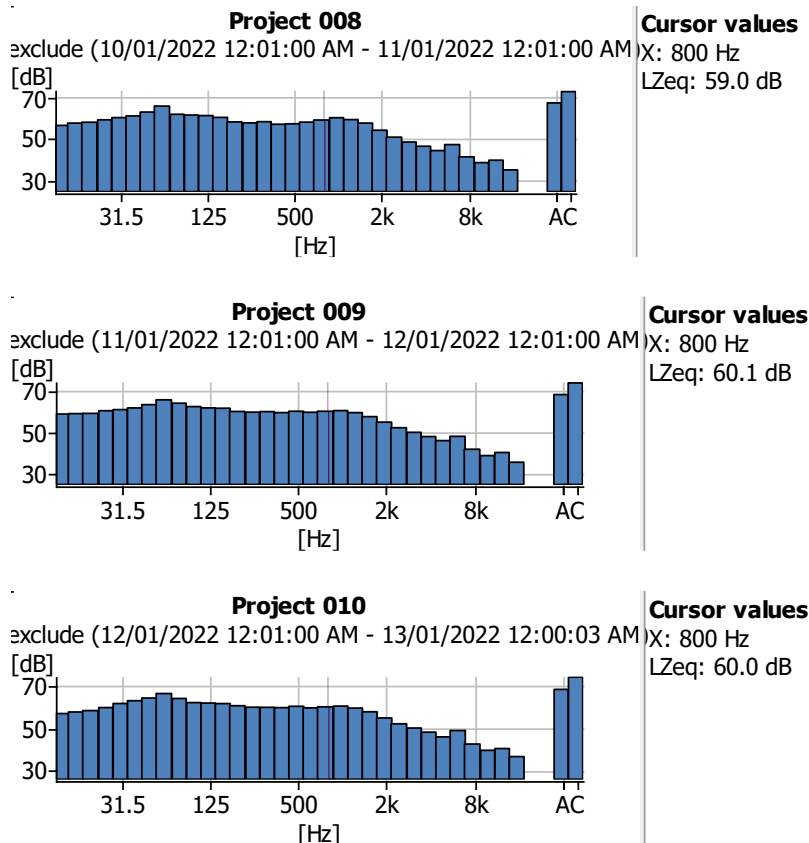 Project 008
exclude (10/01/2022 12:01:00 AM - 11/01/2022 12:01:00 AM)
[dB]
70
50
30
31.5 125 500 2k 8k AC
[Hz]
Cursor values
X: 800 Hz
LZeq: 59.0 dB
Project 009
exclude (11/01/2022 12:01:00 AM - 12/01/2022 12:01:00 AM)
[dB]
70
50
30
31.5 125 500 2k 8k AC
[Hz]
Cursor values
X: 800 Hz
LZeq: 60.1 dB
Project 010
exclude (12/01/2022 12:01:00 AM - 13/01/2022 12:00:03 AM)
[dB]
70
50
30
31.5 125 500 2k 8k AC
[Hz]
Cursor values
X: 800 Hz
LZeq: 60.0 dB